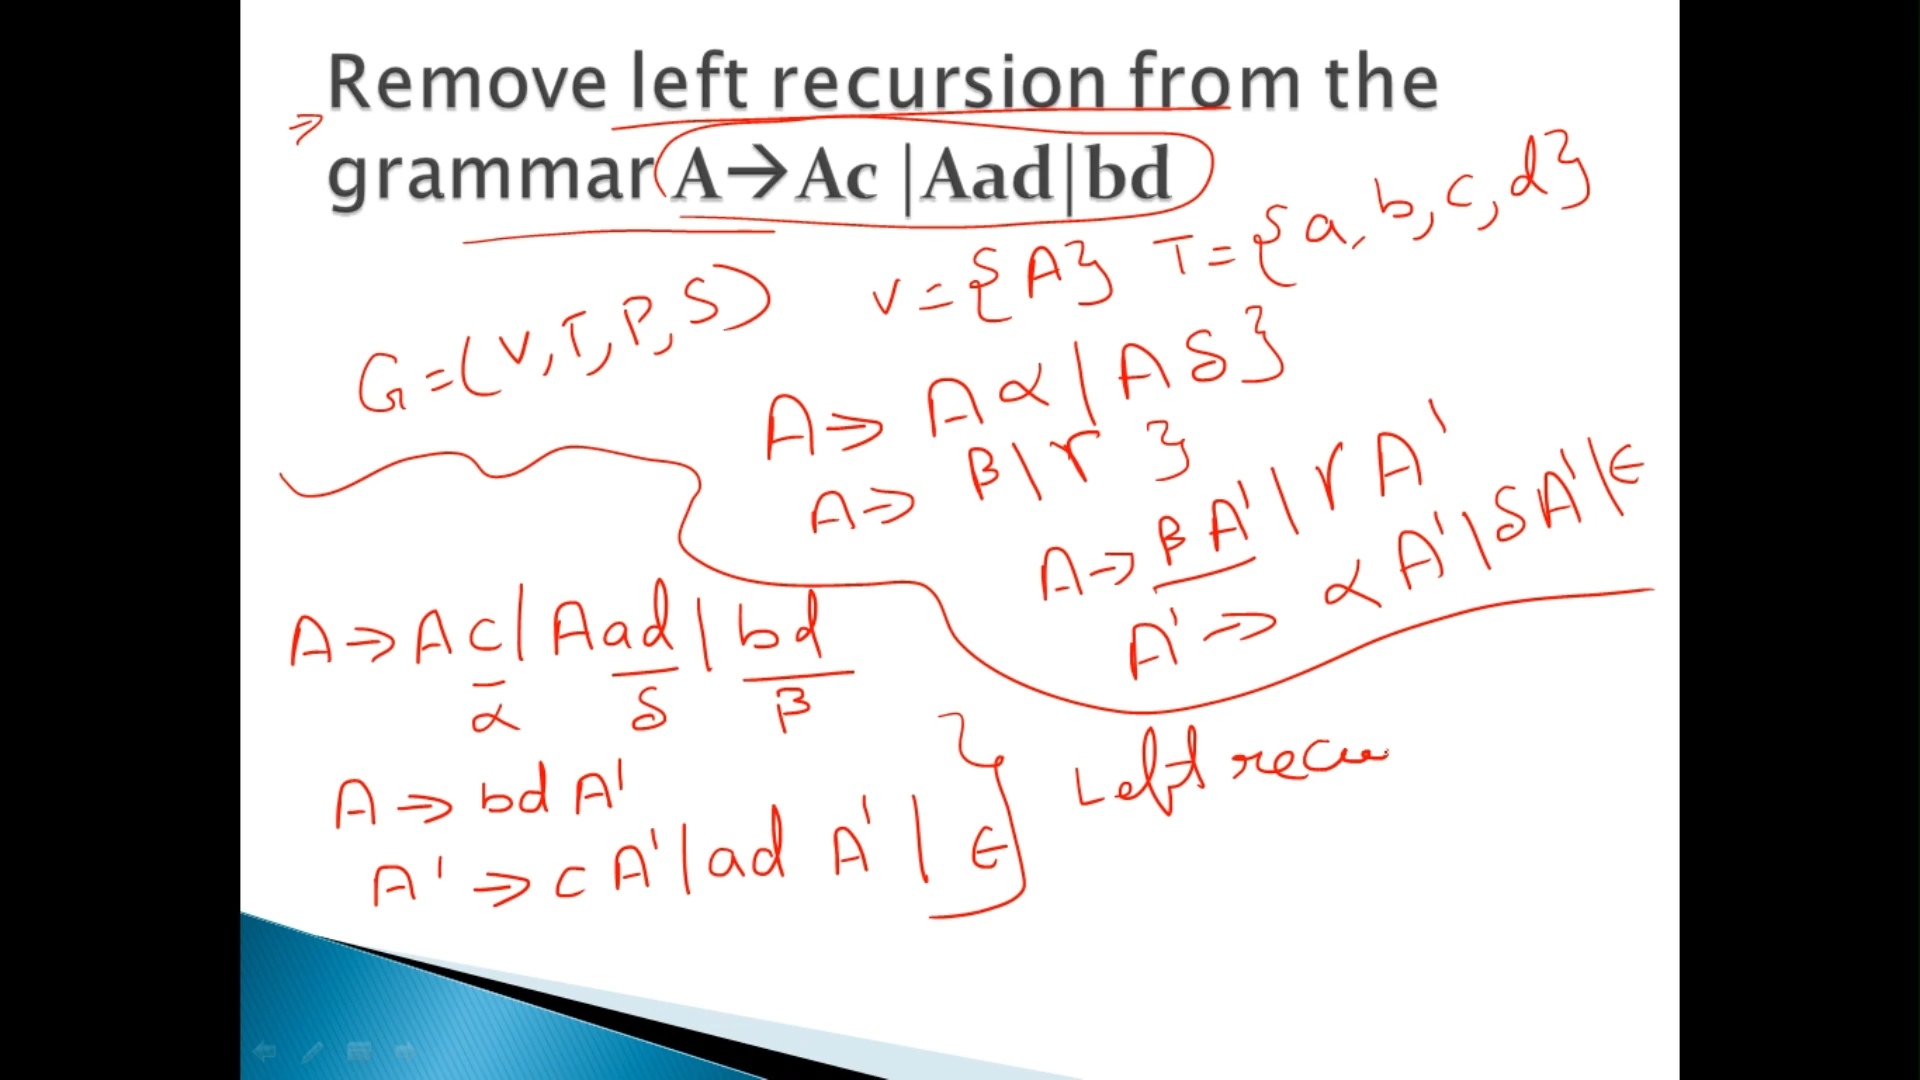 Remove left recursion from the
grammar A→Ac |Aad|bd
G=(V,T,P,S) V={A} T={a,b,c,d}
A→ Aα/Aδ}
A→ β|γ }
A→ βA'|γA'
A'→ αA'|δA'|ϵ
A→Ac|Aad|bd
α δ β
A→bdA'
A'→cA'|ad A'|ϵ
Left recu